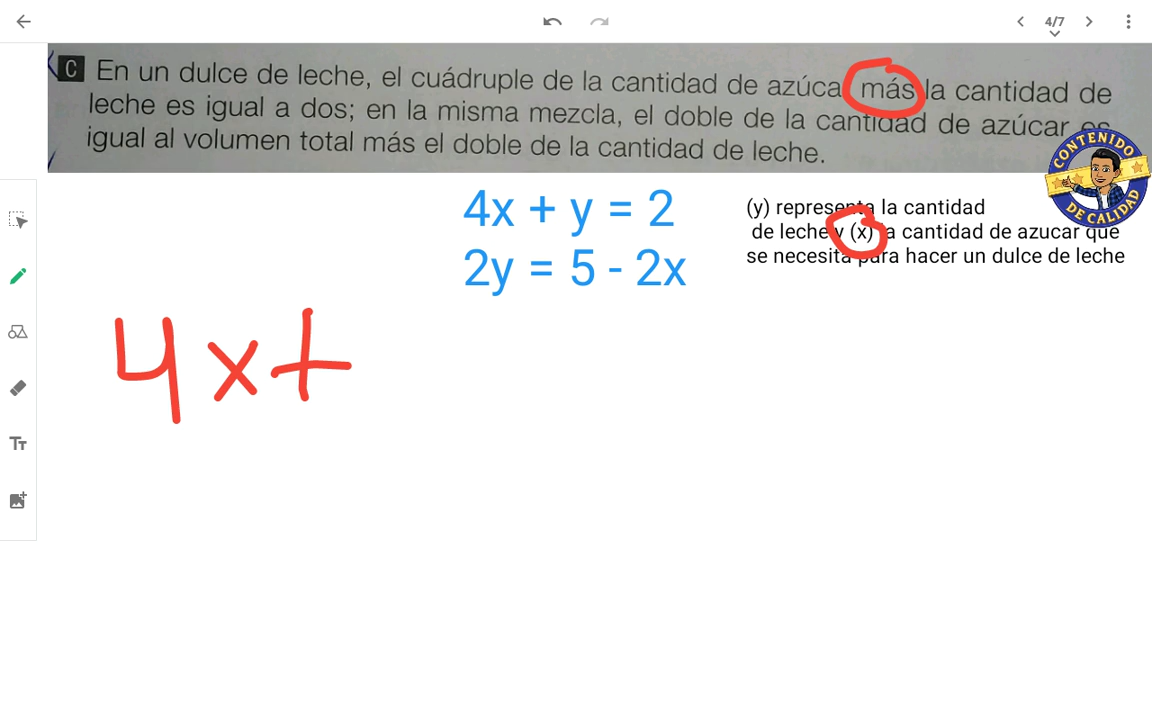 4/7
C En un dulce de leche, el cuádruple de la cantidad de azúca más la cantidad de
leche es igual a dos; en la misma mezcla, el doble de la cantidad de azúcar es
igual al volumen total más el doble de la cantidad de leche.
CONTENIDO
DE CALIDAD
4x + y = 2
2y = 5 - 2x
(y) representa la cantidad
de leche y (x) la cantidad de azucar que
se necesita para hacer un dulce de leche
4x+
Tт